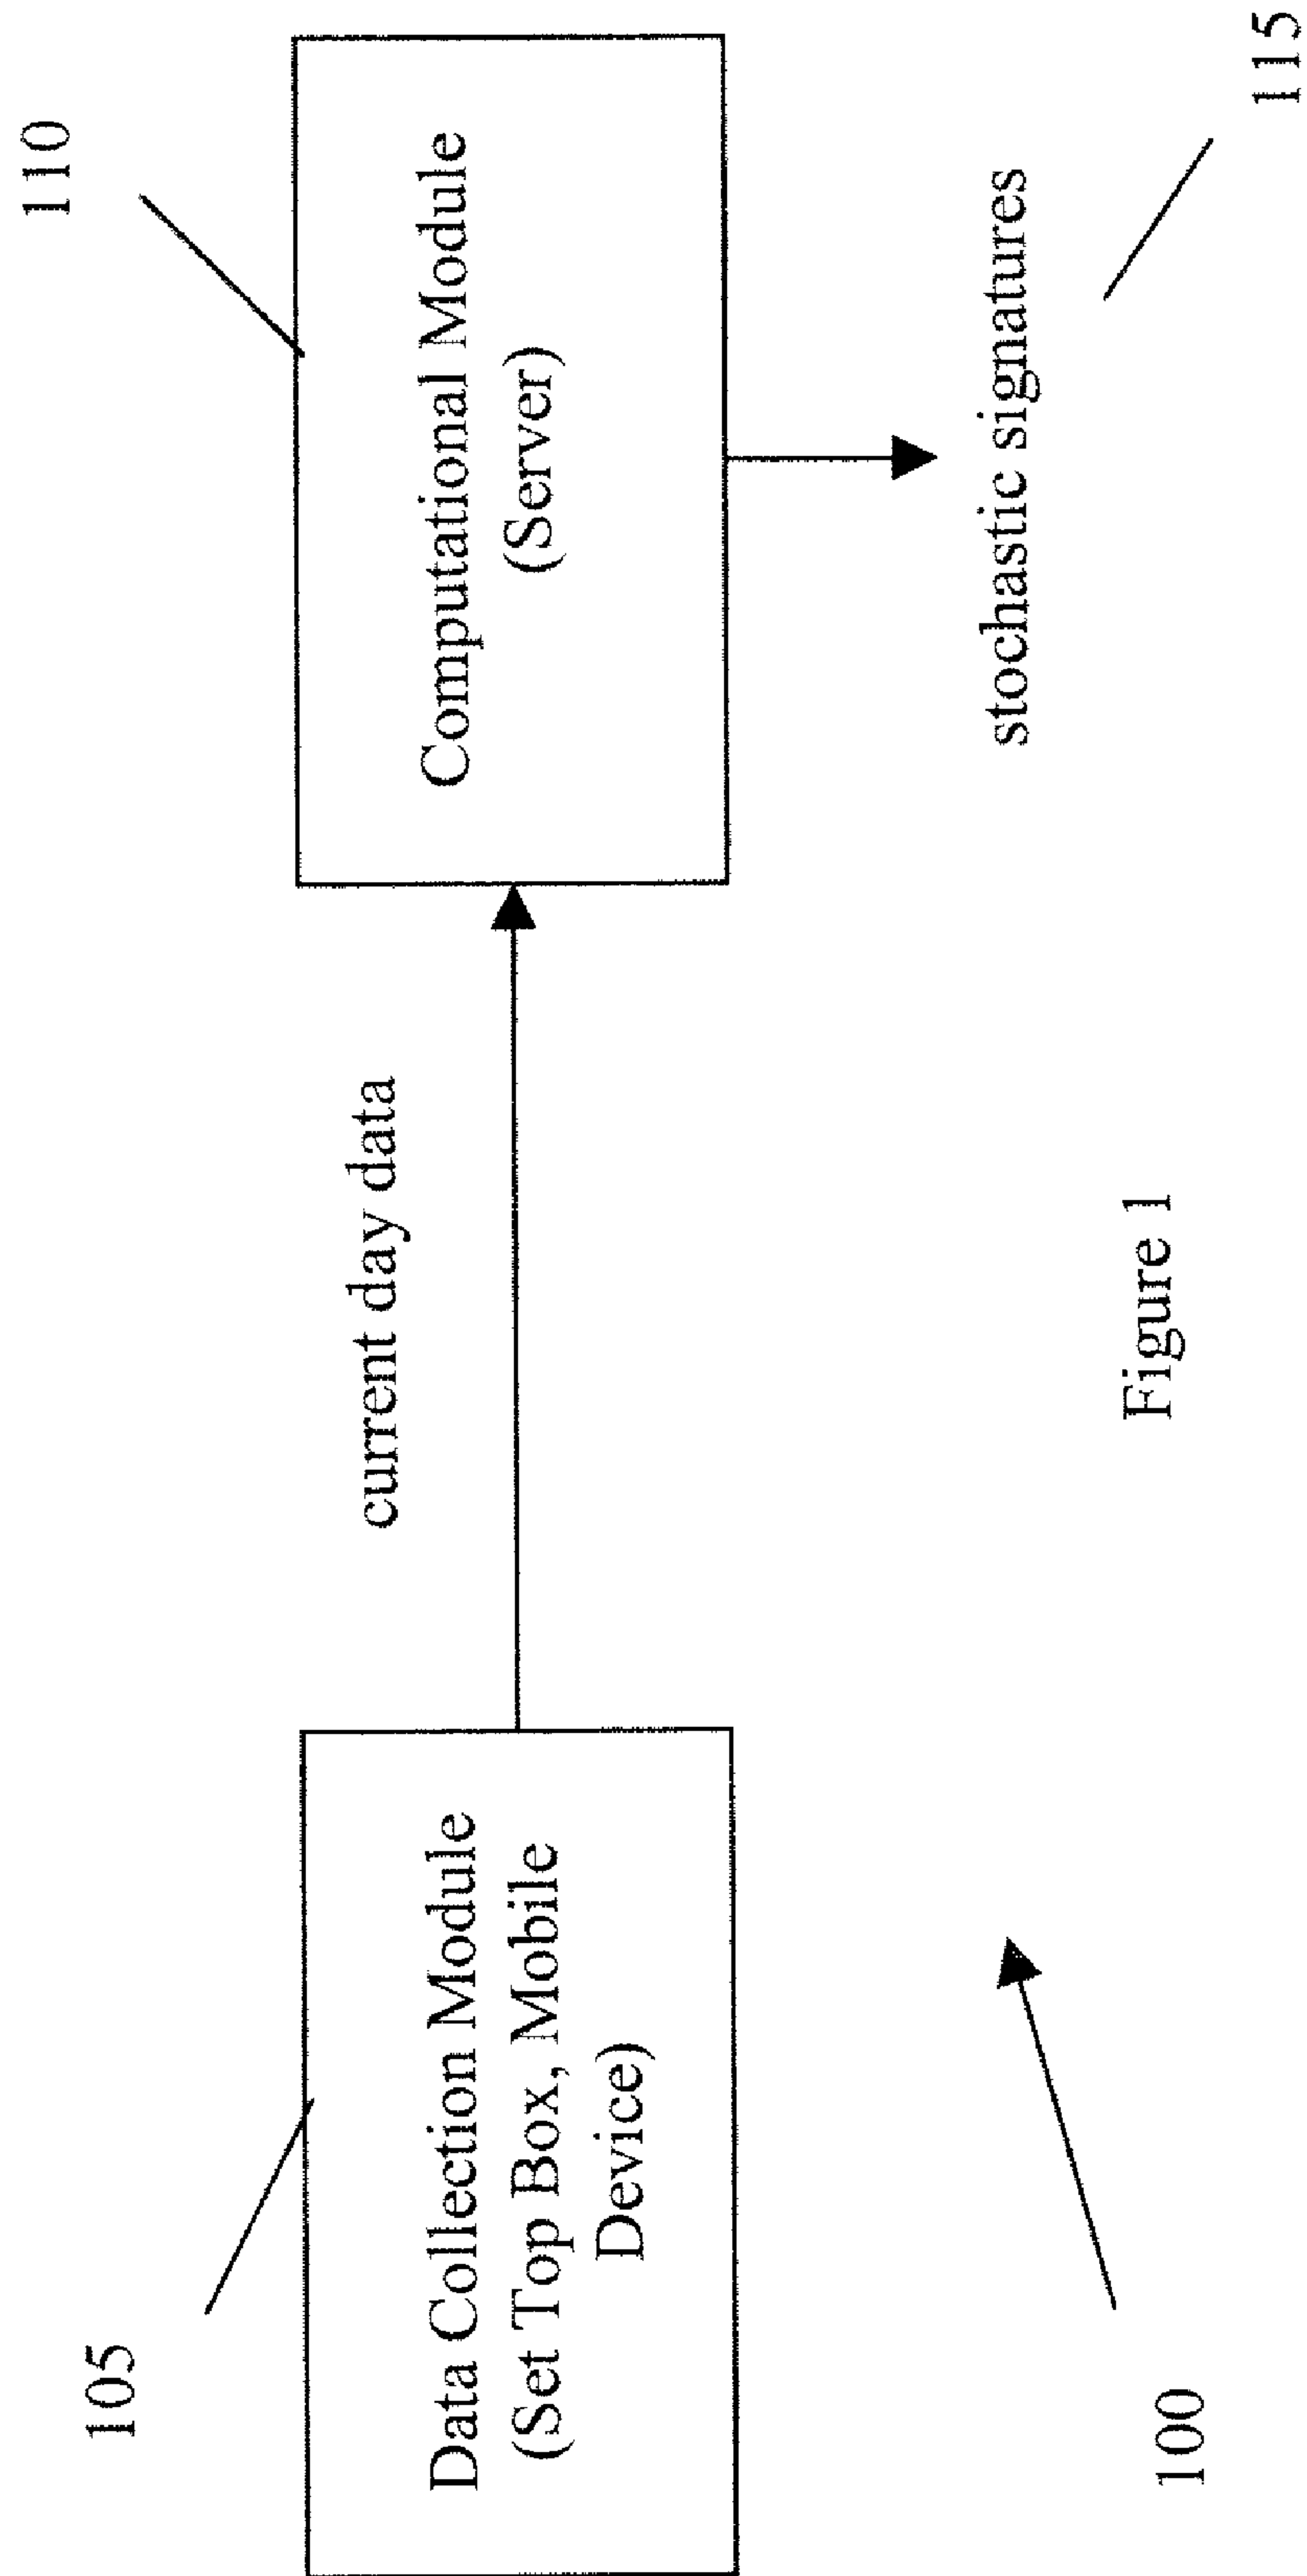 105
Data Collection Module
(Set Top Box, Mobile
Device)
current day data
110
Computational Module
(Server)
stochastic signatures
115
100
Figure 1